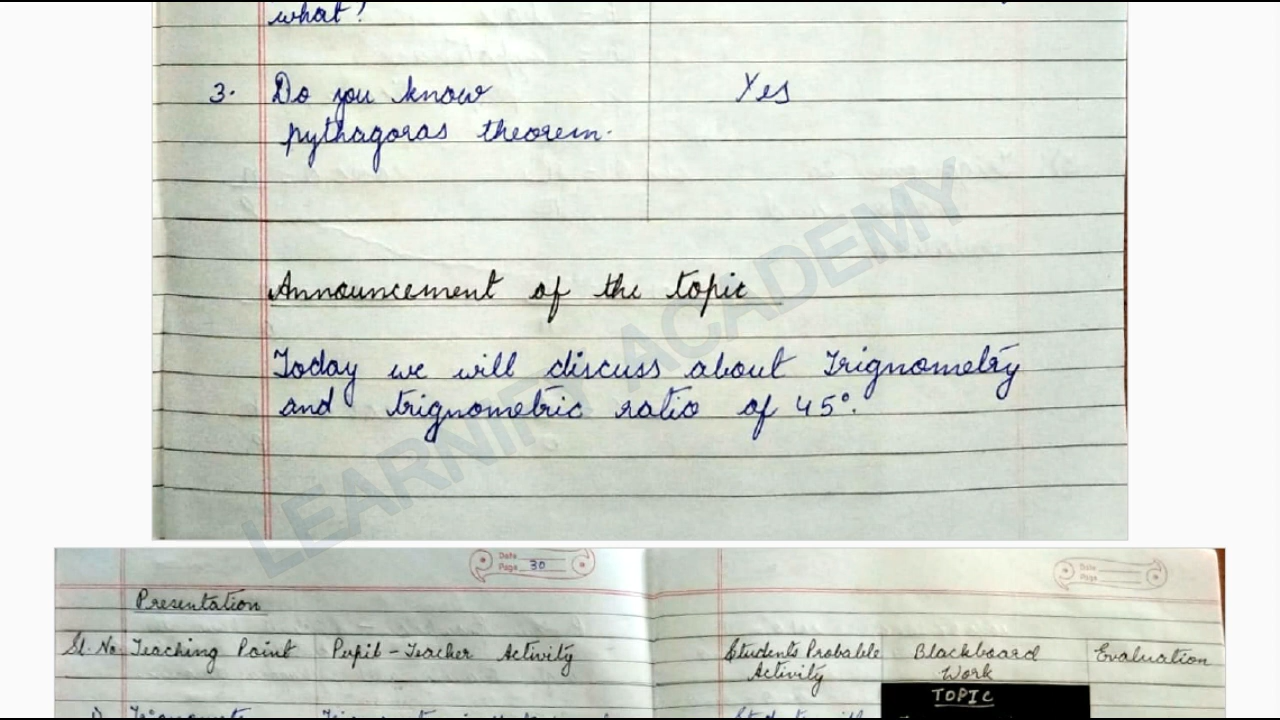 what?
3. Do you know Yes
pythagoras theorem.
Announcement of the topic
Today we will discuss about Trignometry
and trignometric ratio of 45°.
LEARNIFY ACADEMY
Date
Page 30
Date
Page
Presentation
Sl. No Teaching Point Pupil-Teacher Activity Students Probable Blackboard Evaluation
Activity Work
TOPIC